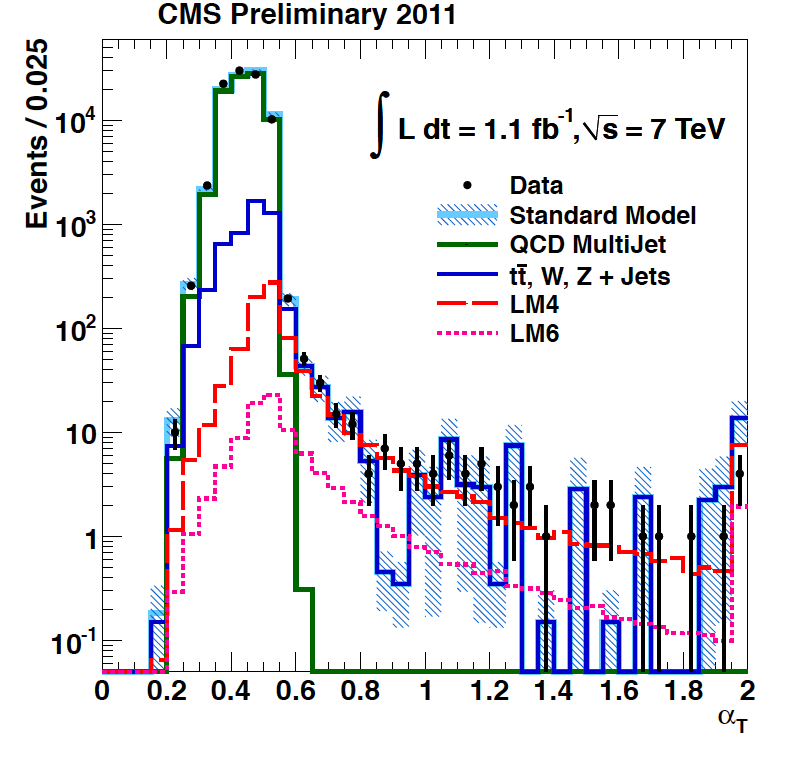 CMS Preliminary 2011
Events / 0.025
∫ L dt = 1.1 fb⁻¹, √s = 7 TeV
Data
Standard Model
QCD MultiJet
tt̅, W, Z + Jets
LM4
LM6
10⁴
10³
10²
10
1
10⁻¹
0 0.2 0.4 0.6 0.8 1 1.2 1.4 1.6 1.8 2
α_T